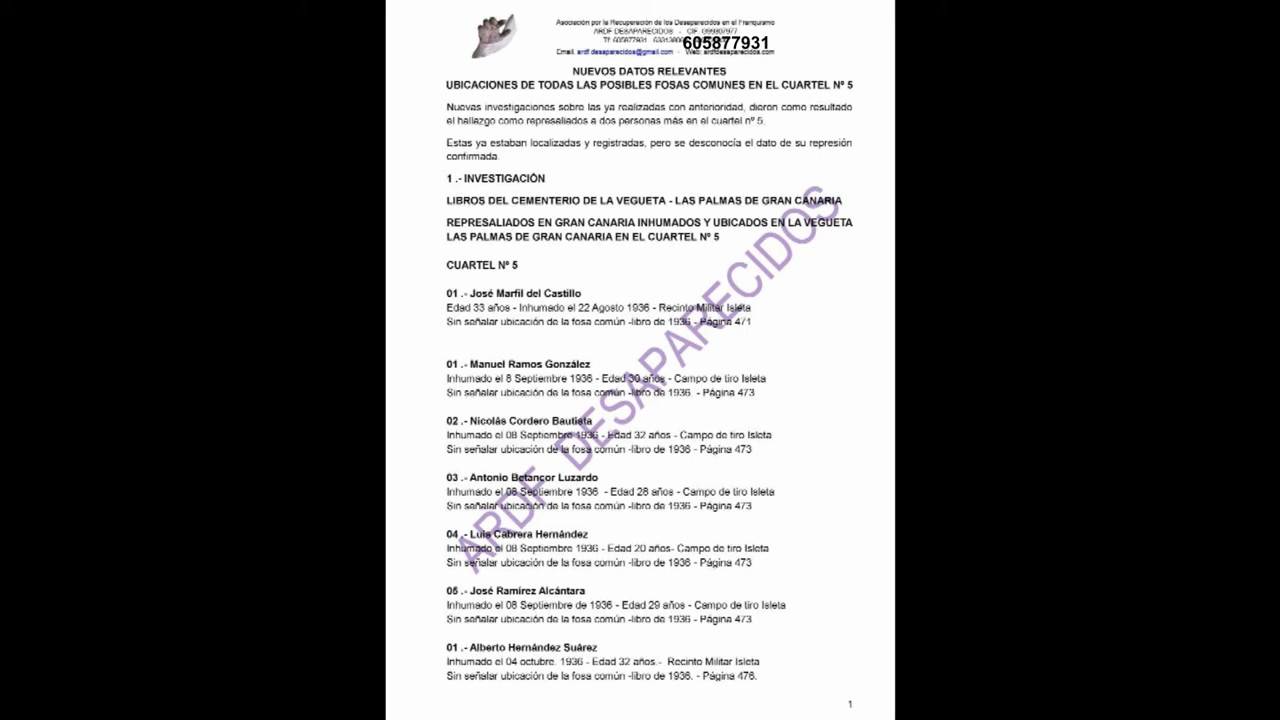 Asociación por la Recuperación de los Desaparecidos en el Franquismo
ARDF DESAPARECIDOS - CIF
Tf. 605877931
605877931
Email. ardf.desaparecidos@gmail.com - Web: ardfdesaparecidos.com
NUEVOS DATOS RELEVANTES
UBICACIONES DE TODAS LAS POSIBLES FOSAS COMUNES EN EL CUARTEL Nº 5
Nuevas investigaciones sobre las ya realizadas con anterioridad, dieron como resultado
el hallazgo como represaliados a dos personas más en el cuartel nº 5.
Estas ya estaban localizadas y registradas, pero se desconocía el dato de su represión
confirmada.
1 .- INVESTIGACIÓN
LIBROS DEL CEMENTERIO DE LA VEGUETA - LAS PALMAS DE GRAN CANARIA
REPRESALIADOS EN GRAN CANARIA INHUMADOS Y UBICADOS EN LA VEGUETA
LAS PALMAS DE GRAN CANARIA EN EL CUARTEL Nº 5
CUARTEL Nº 5
01 .- José Marfil del Castillo
Edad 33 años - Inhumado el 22 Agosto 1936 - Recinto Militar Isleta
Sin señalar ubicación de la fosa común -libro de 1936 - Página 471
01 .- Manuel Ramos González
Inhumado el 8 Septiembre 1936 - Edad 30 años - Campo de tiro Isleta
Sin señalar ubicación de la fosa común -libro de 1936. - Página 473
02 .- Nicolás Cordero Bautista
Inhumado el 08 Septiembre 1936 - Edad 32 años - Campo de tiro Isleta
Sin señalar ubicación de la fosa común -libro de 1936 - Página 473
03 .- Antonio Betancor Luzardo
Inhumado el 08 Septiembre 1936 - Edad 28 años - Campo de tiro Isleta
Sin señalar ubicación de la fosa común -libro de 1936 - Página 473
04 .- Luis Cabrera Hernández
Inhumado el 08 Septiembre 1936 - Edad 20 años- Campo de tiro Isleta
Sin señalar ubicación de la fosa común -libro de 1936 - Página 473
05 .- José Ramírez Alcántara
Inhumado el 08 Septiembre de 1936 - Edad 29 años - Campo de tiro Isleta
Sin señalar ubicación de la fosa común -libro de 1936 - Página 473
01 .- Alberto Hernández Suárez
Inhumado el 04 octubre. 1936 - Edad 32 años.- Recinto Militar Isleta
Sin señalar ubicación de la fosa común -libro de 1936. - Página 476.
ARDF DESAPARECIDOS
1